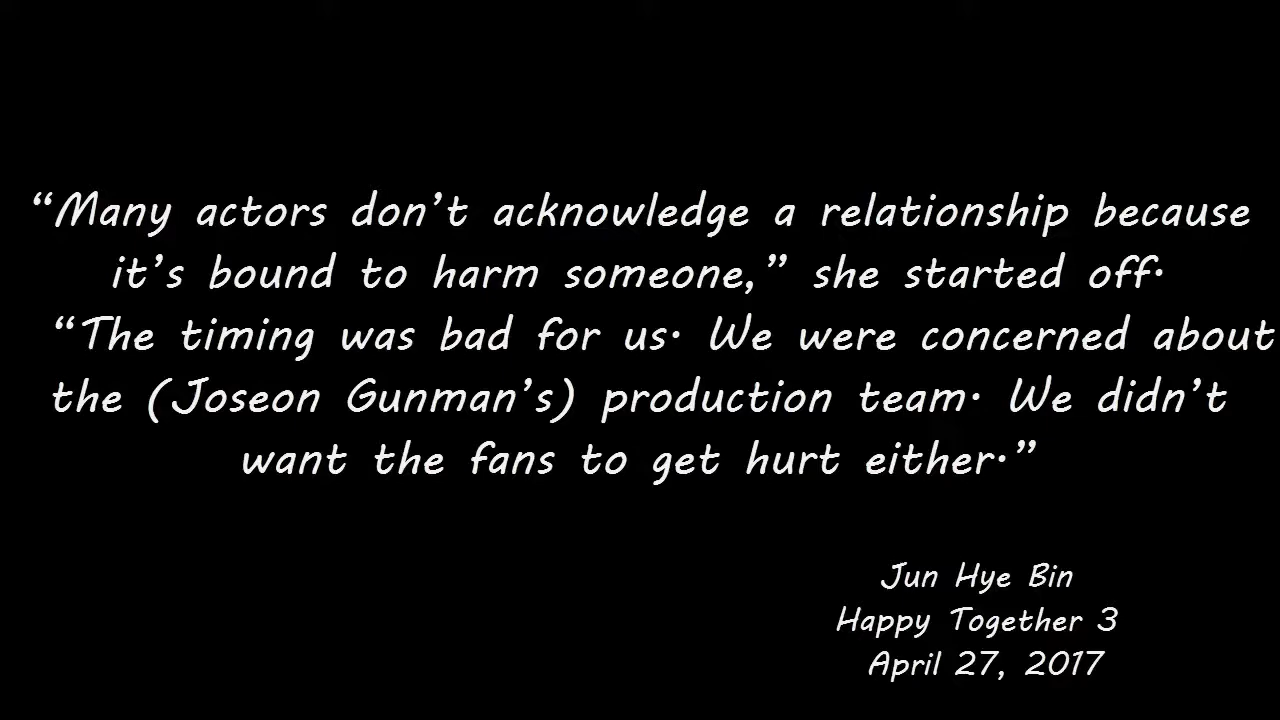 “Many actors don’t acknowledge a relationship because
it’s bound to harm someone,” she started off.
“The timing was bad for us. We were concerned about
the (Joseon Gunman’s) production team. We didn’t
want the fans to get hurt either.”
Jun Hye Bin
Happy Together 3
April 27, 2017